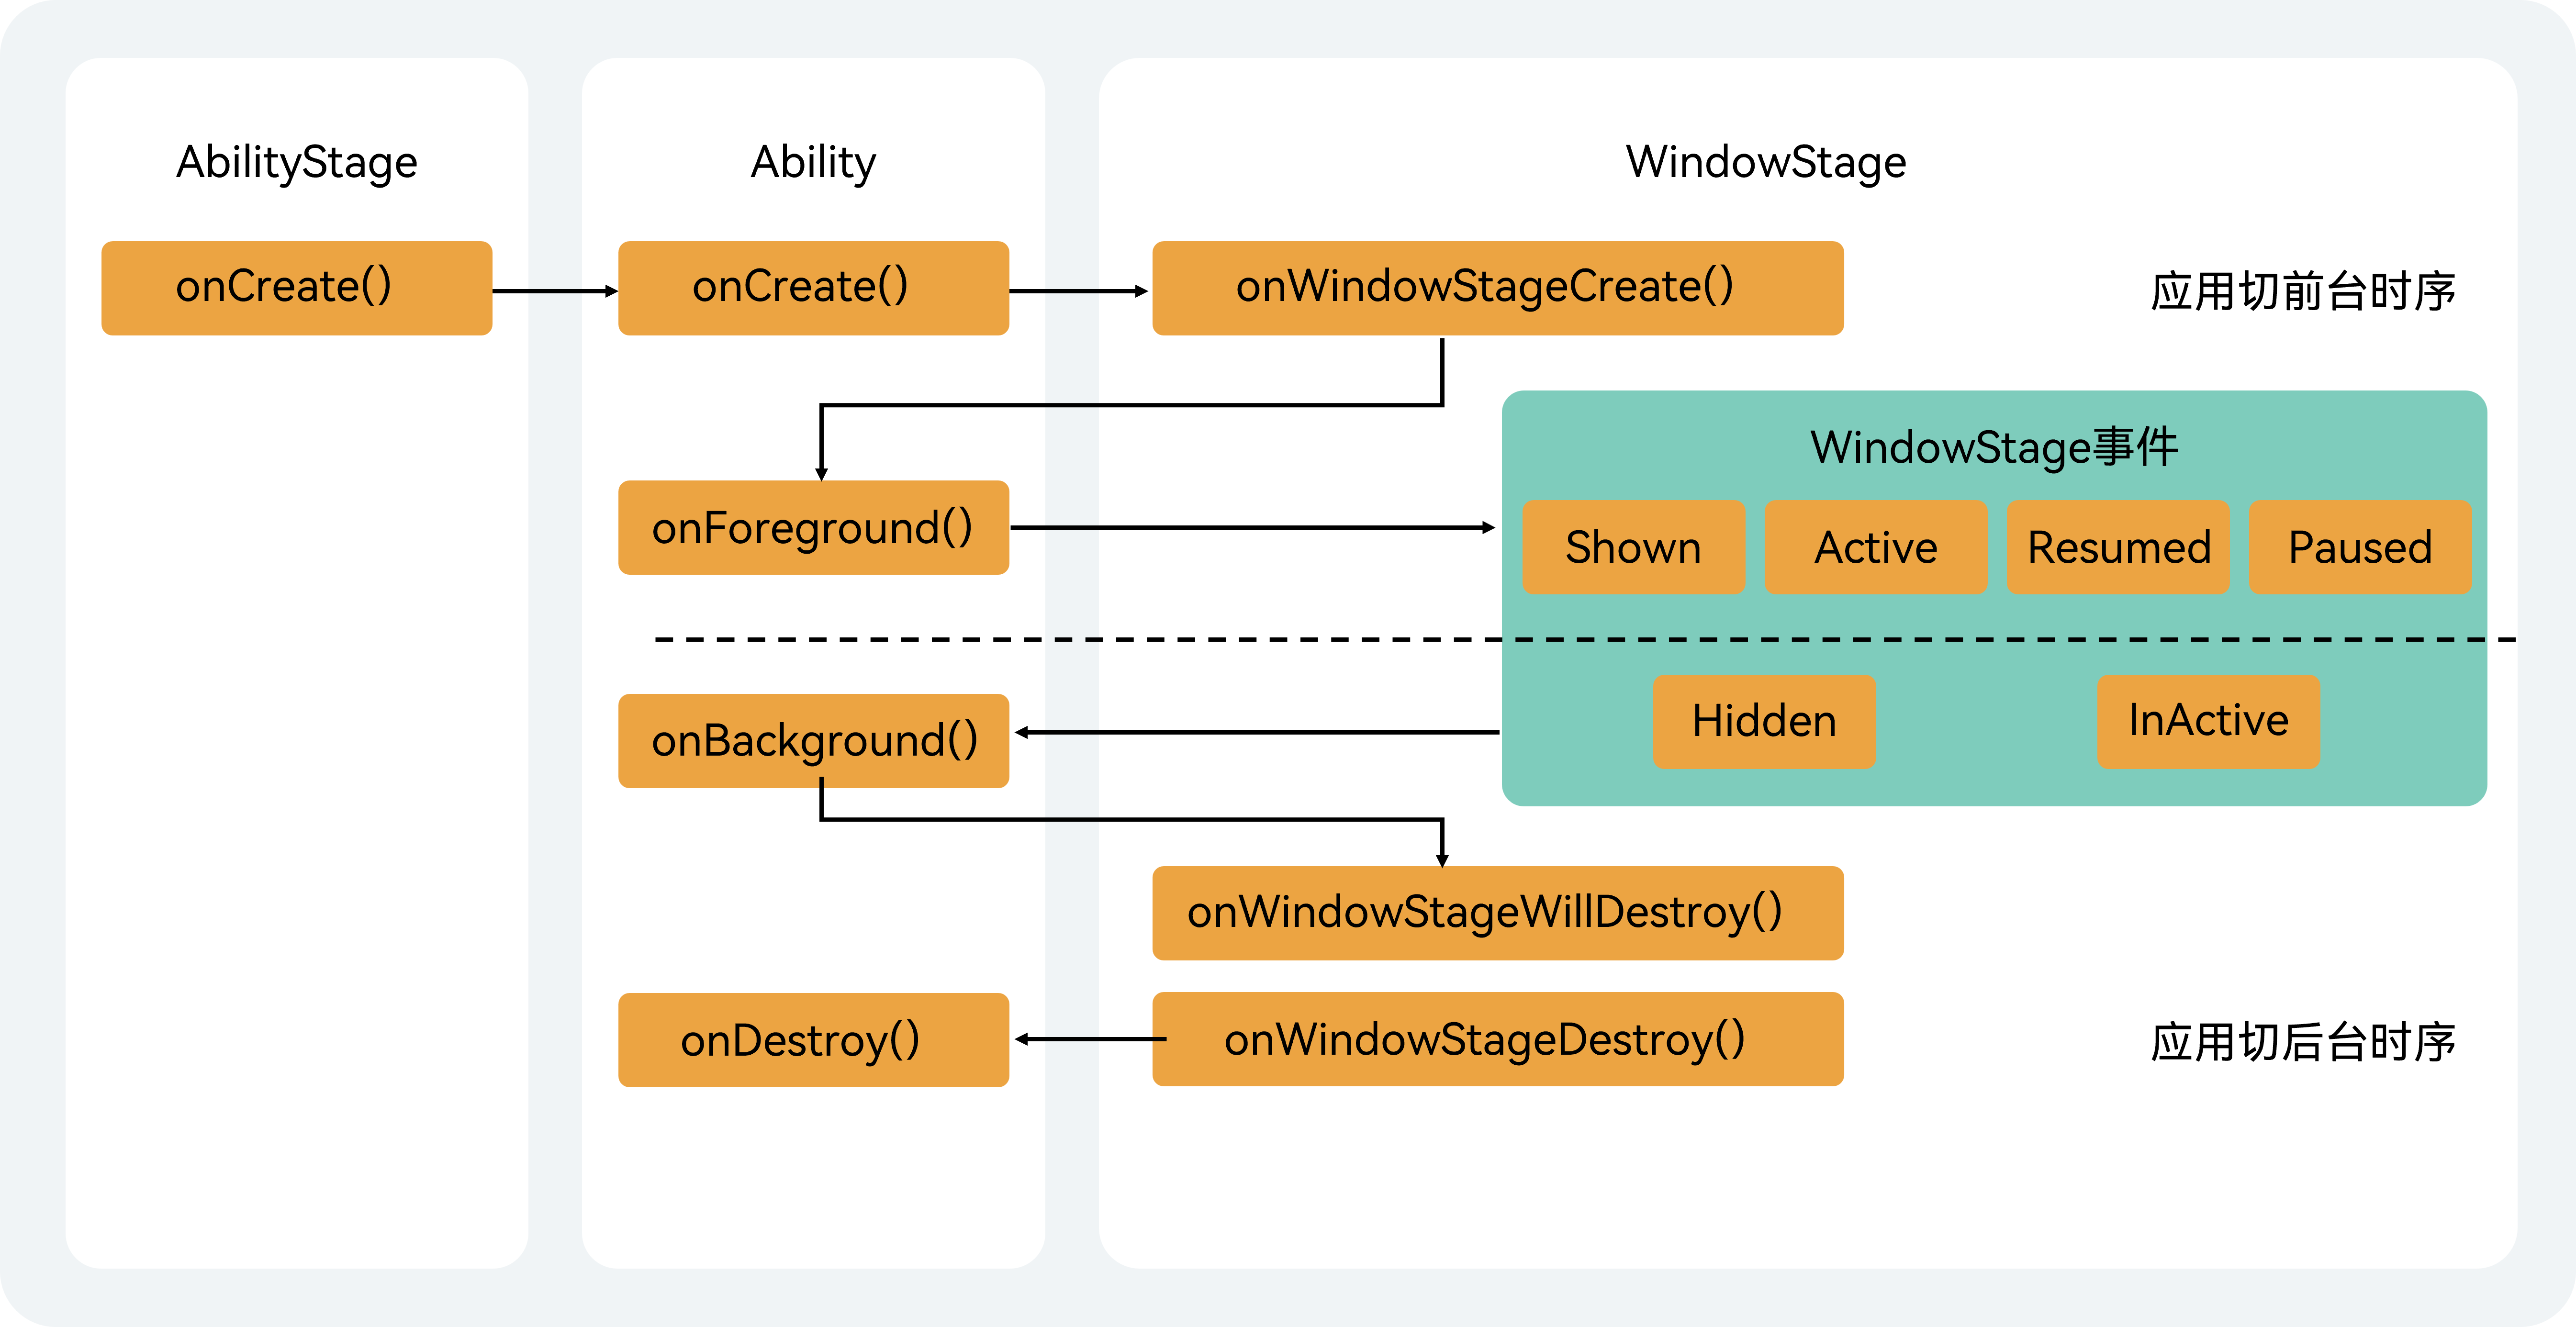 AbilityStage
Ability
WindowStage
onCreate()
onCreate()
onWindowStageCreate()
应用切前台时序
WindowStage事件
onForeground()
Shown
Active
Resumed
Paused
onBackground()
Hidden
InActive
onWindowStageWillDestroy()
onDestroy()
onWindowStageDestroy()
应用切后台时序